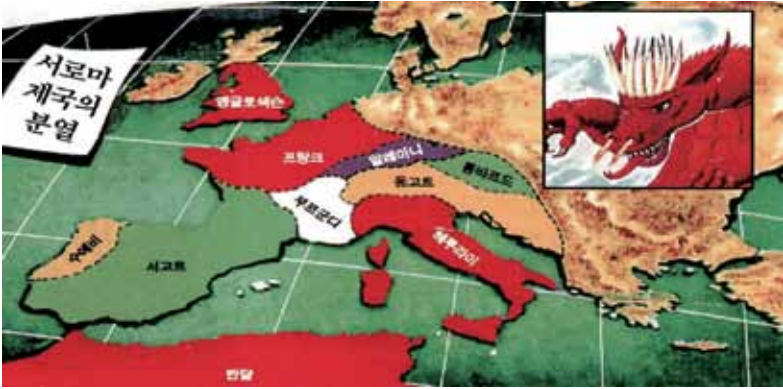 서로마
제국의
분열
앵글로색슨
프랑크
알레마니
롬바르드
동고트
부르군디
수에비
서고트
헤루라이
반달